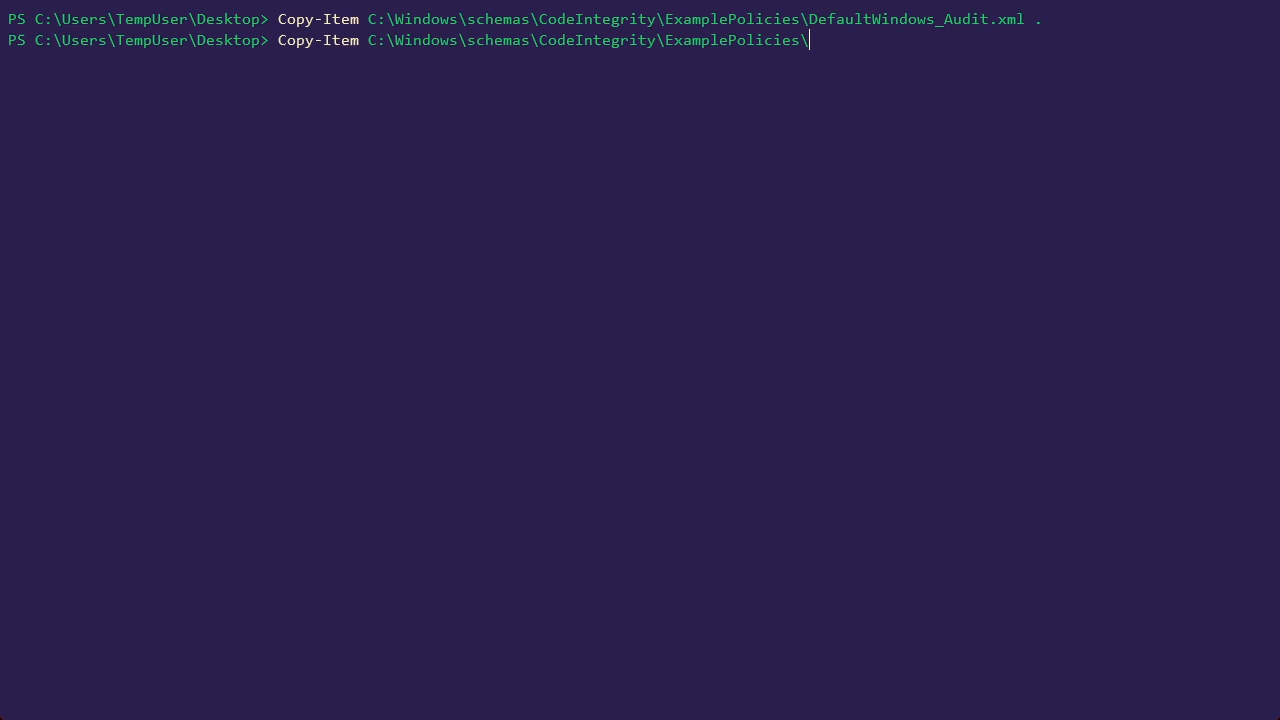 PS C:\Users\TempUser\Desktop> Copy-Item C:\Windows\schemas\CodeIntegrity\ExamplePolicies\DefaultWindows_Audit.xml .
PS C:\Users\TempUser\Desktop> Copy-Item C:\Windows\schemas\CodeIntegrity\ExamplePolicies\